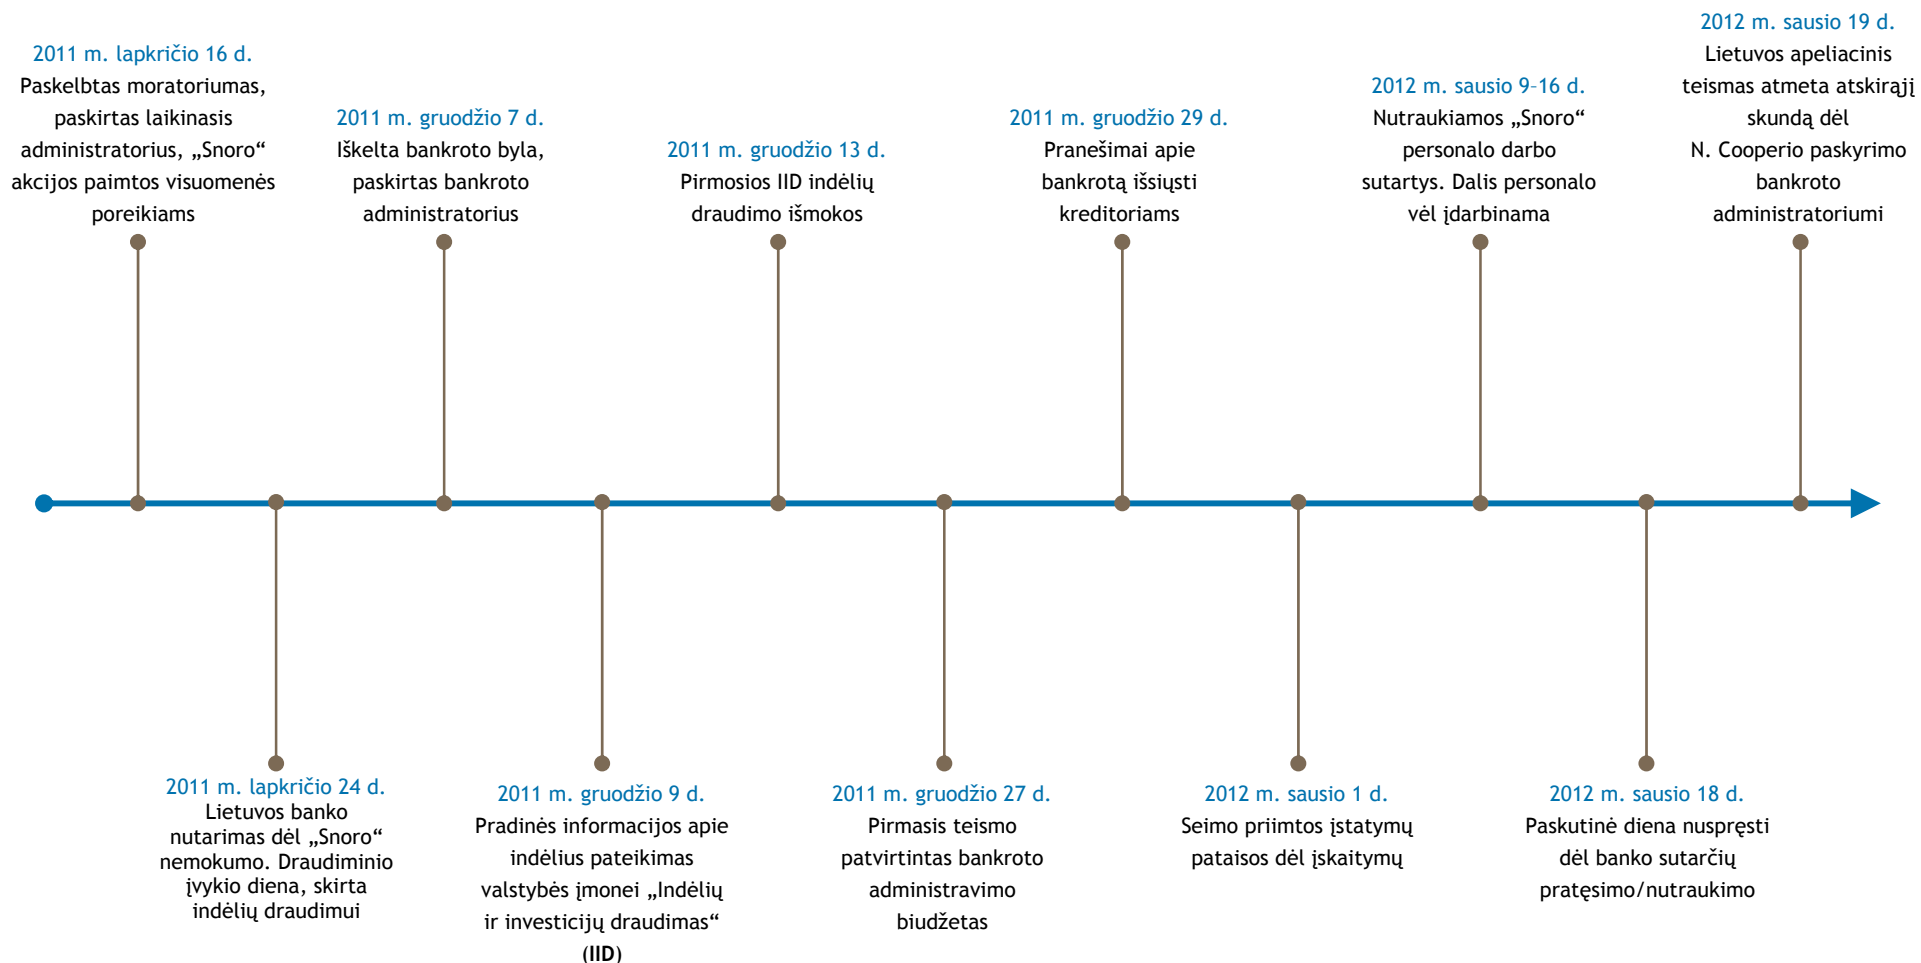 2011 m. lapkričio 16 d.
Paskelbtas moratoriumas,
paskirtas laikinasis
administratorius, „Snoro“
akcijos paimtos visuomenės
poreikiams
2011 m. lapkričio 24 d.
Lietuvos banko
nutarimas dėl „Snoro“
nemokumo. Draudiminio
įvykio diena, skirta
indėlių draudimui
2011 m. gruodžio 7 d.
Iškelta bankroto byla,
paskirtas bankroto
administratorius
2011 m. gruodžio 9 d.
Pradinės informacijos apie
indėlius pateikimas
valstybės įmonei „Indėlių
ir investicijų draudimas“
(IID)
2011 m. gruodžio 13 d.
Pirmosios IID indėlių
draudimo išmokos
2011 m. gruodžio 27 d.
Pirmasis teismo
patvirtintas bankroto
administravimo
biudžetas
2011 m. gruodžio 29 d.
Pranešimai apie
bankrotą išsiųsti
kreditoriams
2012 m. sausio 1 d.
Seimo priimtos įstatymų
pataisos dėl įskaitymų
2012 m. sausio 9–16 d.
Nutraukiamos „Snoro“
personalo darbo
sutartys. Dalis personalo
vėl įdarbinama
2012 m. sausio 18 d.
Paskutinė diena nuspręsti
dėl banko sutarčių
pratęsimo/nutraukimo
2012 m. sausio 19 d.
Lietuvos apeliacinis
teismas atmeta atskirąjį
skundą dėl
N. Cooperio paskyrimo
bankroto
administratoriumi